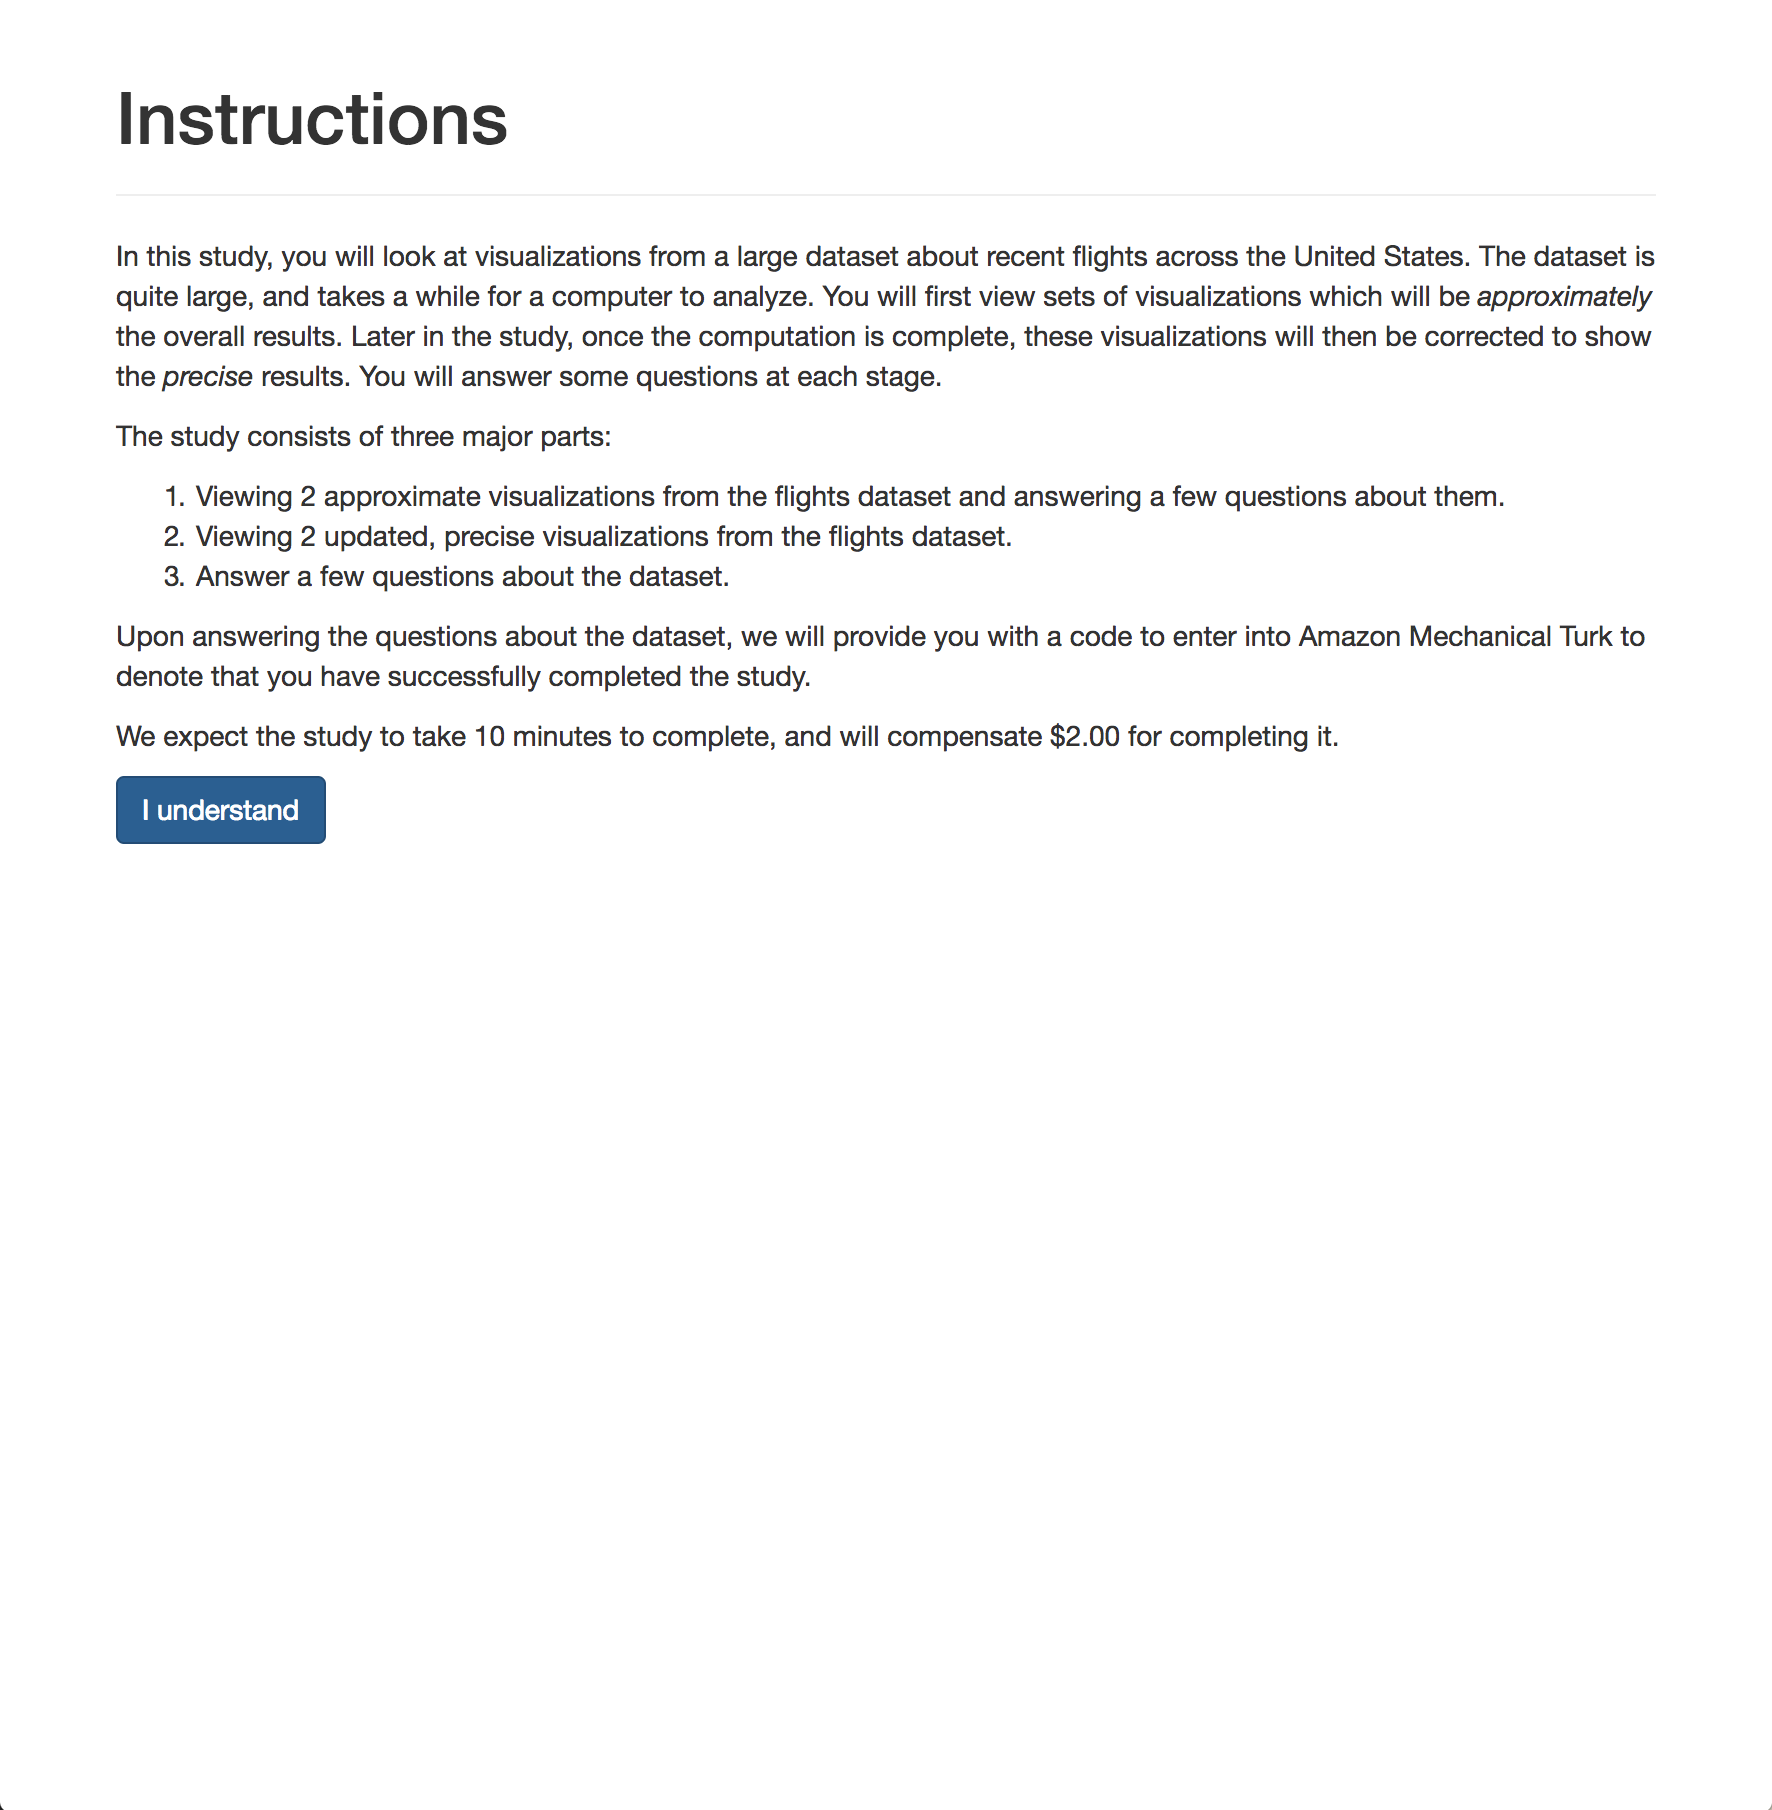 Instructions
In this study, you will look at visualizations from a large dataset about recent flights across the United States. The dataset is
quite large, and takes a while for a computer to analyze. You will first view sets of visualizations which will be approximately
the overall results. Later in the study, once the computation is complete, these visualizations will then be corrected to show
the precise results. You will answer some questions at each stage.
The study consists of three major parts:
1. Viewing 2 approximate visualizations from the flights dataset and answering a few questions about them.
2. Viewing 2 updated, precise visualizations from the flights dataset.
3. Answer a few questions about the dataset.
Upon answering the questions about the dataset, we will provide you with a code to enter into Amazon Mechanical Turk to
denote that you have successfully completed the study.
We expect the study to take 10 minutes to complete, and will compensate $2.00 for completing it.
I understand